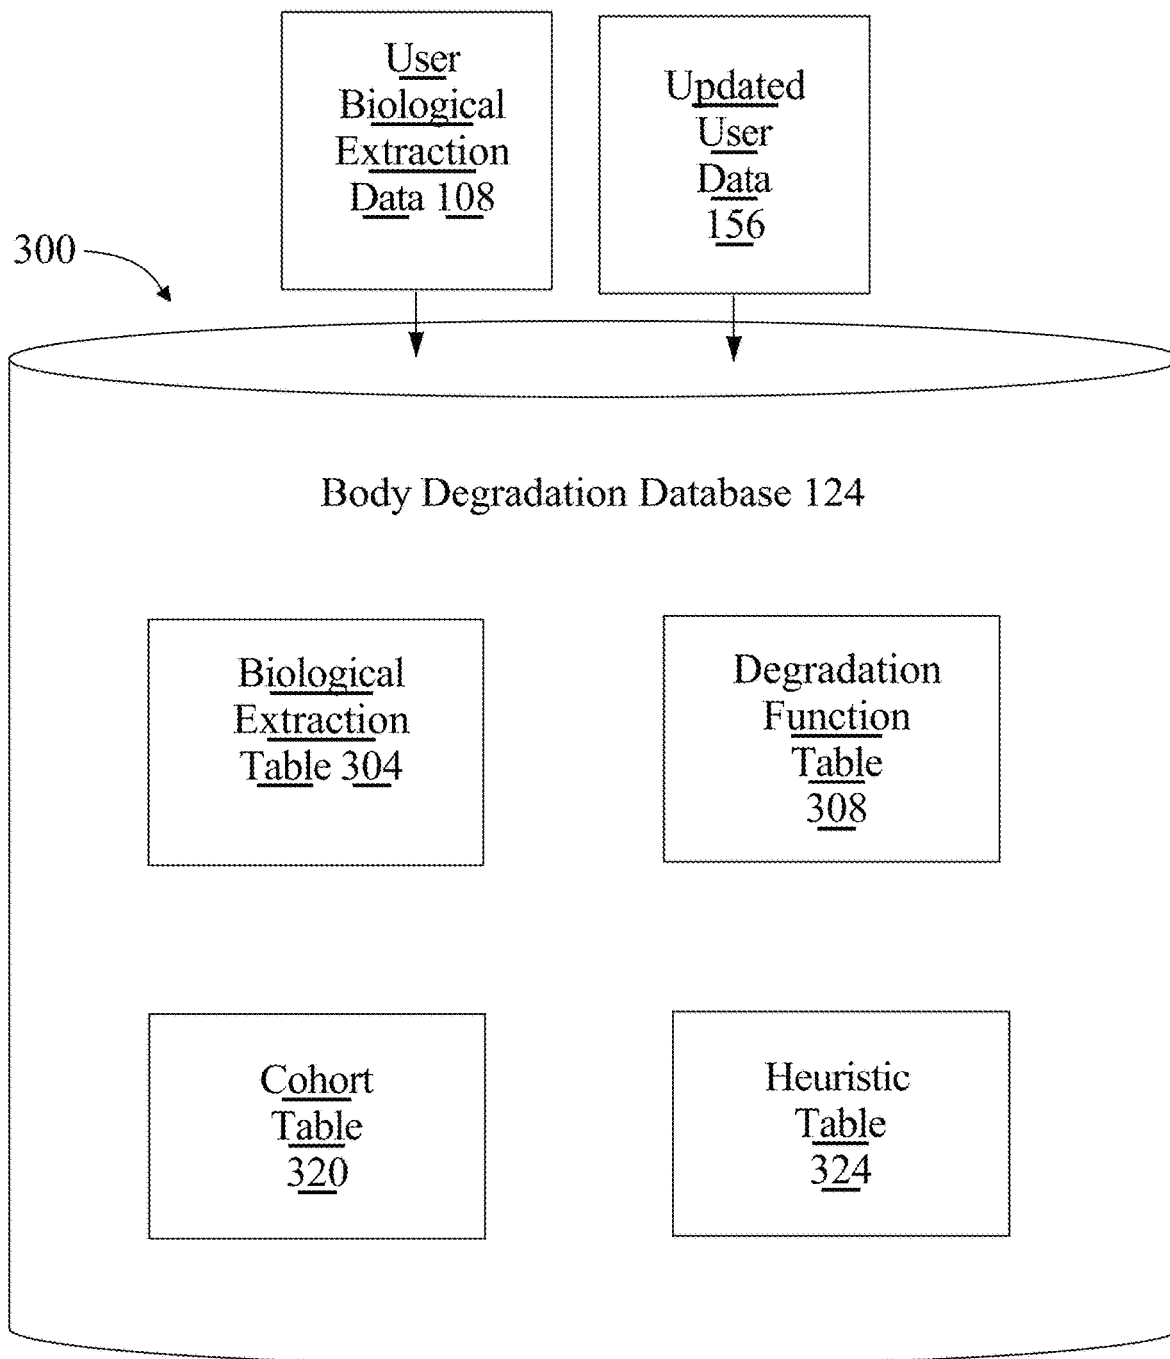 User
Biological
Extraction
Data 108
Updated
User
Data
156
300
Body Degradation Database 124
Biological
Extraction
Table 304
Degradation
Function
Table
308
Cohort
Table
320
Heuristic
Table
324